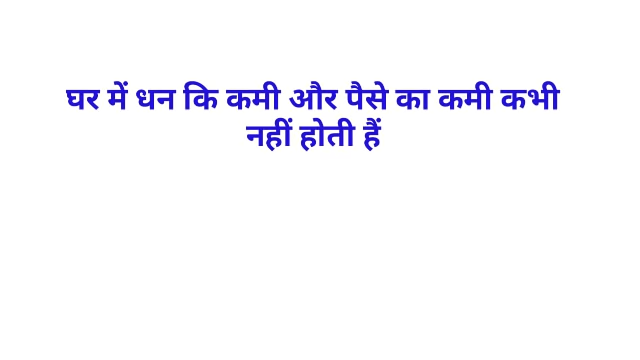 घर में धन कि कमी और पैसे का कमी कभी
नहीं होती हैं